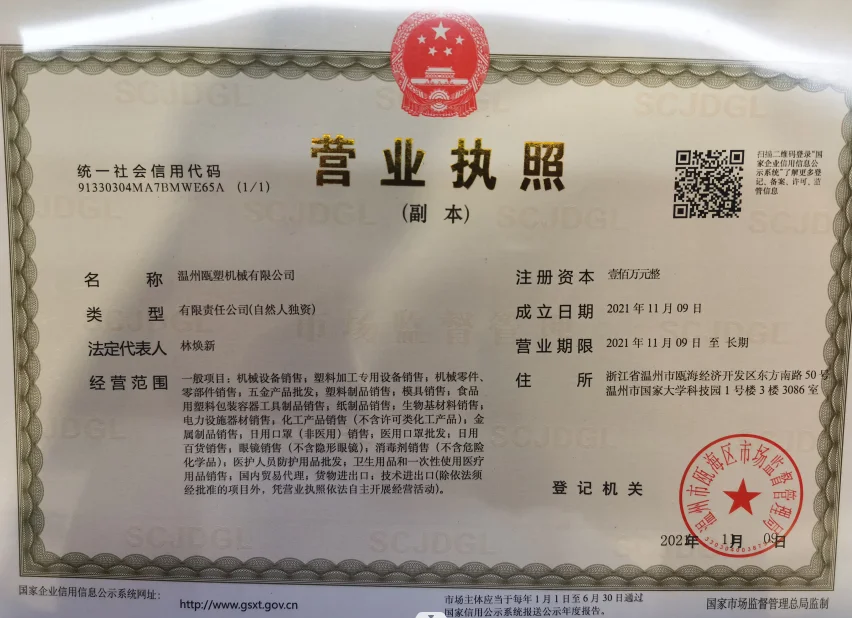 营业执照
(副 本)
统一社会信用代码
91330304MA7BMWE65A (1/1)
扫描二维码登录“国
家企业信用信息公
示系统”了解更多登
记、备案、许可、监
管信息
名 称 温州瓯塑机械有限公司
类 型 有限责任公司(自然人独资)
法定代表人 林焕新
经营范围 一般项目：机械设备销售；塑料加工专用设备销售；机械零件、
零部件销售；五金产品批发；塑料制品销售；模具销售；食品
用塑料包装容器工具制品销售；纸制品销售；生物基材料销售；
电力设施器材销售；化工产品销售（不含许可类化工产品）；金
属制品销售；日用口罩（非医用）销售；医用口罩批发；日用
百货销售；眼镜销售（不含隐形眼镜）；消毒剂销售（不含危险
化学品）；医护人员防护用品批发；卫生用品和一次性使用医疗
用品销售；国内贸易代理；货物进出口；技术进出口(除依法须
经批准的项目外，凭营业执照依法自主开展经营活动)。
注册资本 壹佰万元整
成立日期 2021年11月09日
营业期限 2021年11月09日 至 长期
住 所 浙江省温州市瓯海经济开发区东方南路50号
温州市国家大学科技园1号楼3楼3086室
登记机关
温州市瓯海区市场监督管理局
2021年 11月 09日
SCJDGL
市场监督管
国家企业信用信息公示系统网址：
http://www.gsxt.gov.cn
市场主体应当于每年1月1日至6月30日通过
国家信用公示系统报送公示年度报告。
国家市场监督管理总局监制